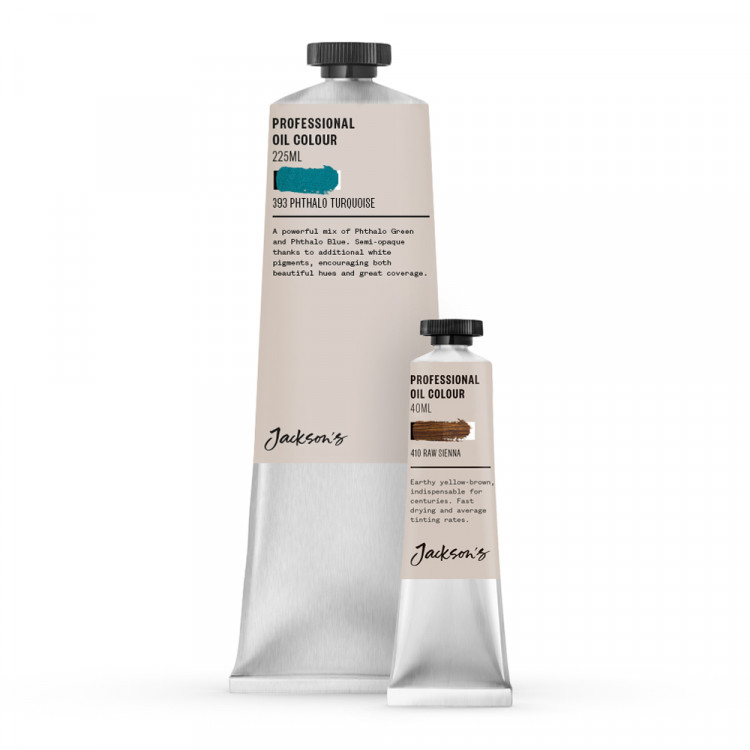 PROFESSIONAL
OIL COLOUR
225ML
393 PHTHALO TURQUOISE
A powerful mix of Phthalo Green
and Phthalo Blue. Semi-opaque
thanks to additional white
pigments, encouraging both
beautiful hues and great coverage.
Jackson's
PROFESSIONAL
OIL COLOUR
40ML
410 RAW SIENNA
Earthy yellow-brown,
indispensable for
centuries. Fast
drying and average
tinting rates.
Jackson's